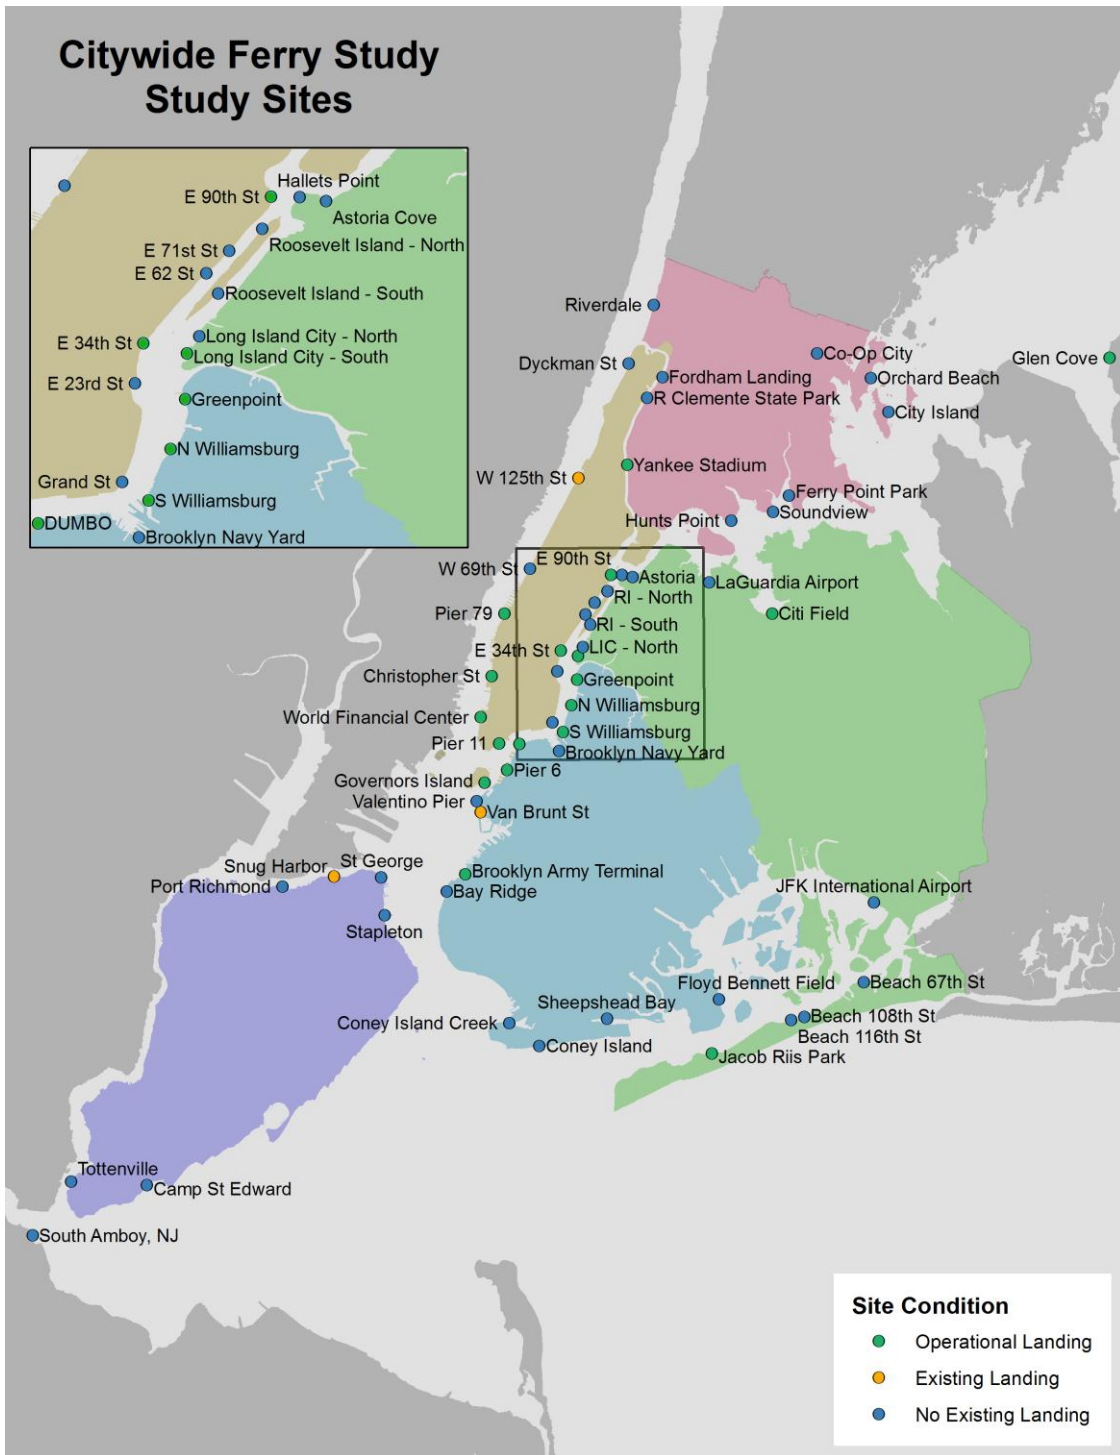 Citywide Ferry Study
Study Sites
Hallets Point
E 90th St
Astoria Cove
Roosevelt Island - North
E 71st St
E 62 St
Roosevelt Island - South
Long Island City - North
E 34th St
Long Island City - South
E 23rd St
Greenpoint
N Williamsburg
Grand St
S Williamsburg
DUMBO
Brooklyn Navy Yard
Riverdale
Co-Op City
Glen Cove
Dyckman St
Fordham Landing
Orchard Beach
R Clemente State Park
City Island
Yankee Stadium
W 125th St
Ferry Point Park
Soundview
Hunts Point
E 90th St
W 69th St
Astoria
LaGuardia Airport
RI - North
Pier 79
Citi Field
RI - South
E 34th St
LIC - North
Christopher St
Greenpoint
N Williamsburg
World Financial Center
S Williamsburg
Pier 11
Brooklyn Navy Yard
Pier 6
Governors Island
Valentino Pier
Van Brunt St
Snug Harbor
St George
Brooklyn Army Terminal
Port Richmond
JFK International Airport
Bay Ridge
Stapleton
Floyd Bennett Field
Beach 67th St
Sheepshead Bay
Coney Island Creek
Beach 108th St
Beach 116th St
Coney Island
Jacob Riis Park
Tottenville
Camp St Edward
South Amboy, NJ
Site Condition
Operational Landing
Existing Landing
No Existing Landing